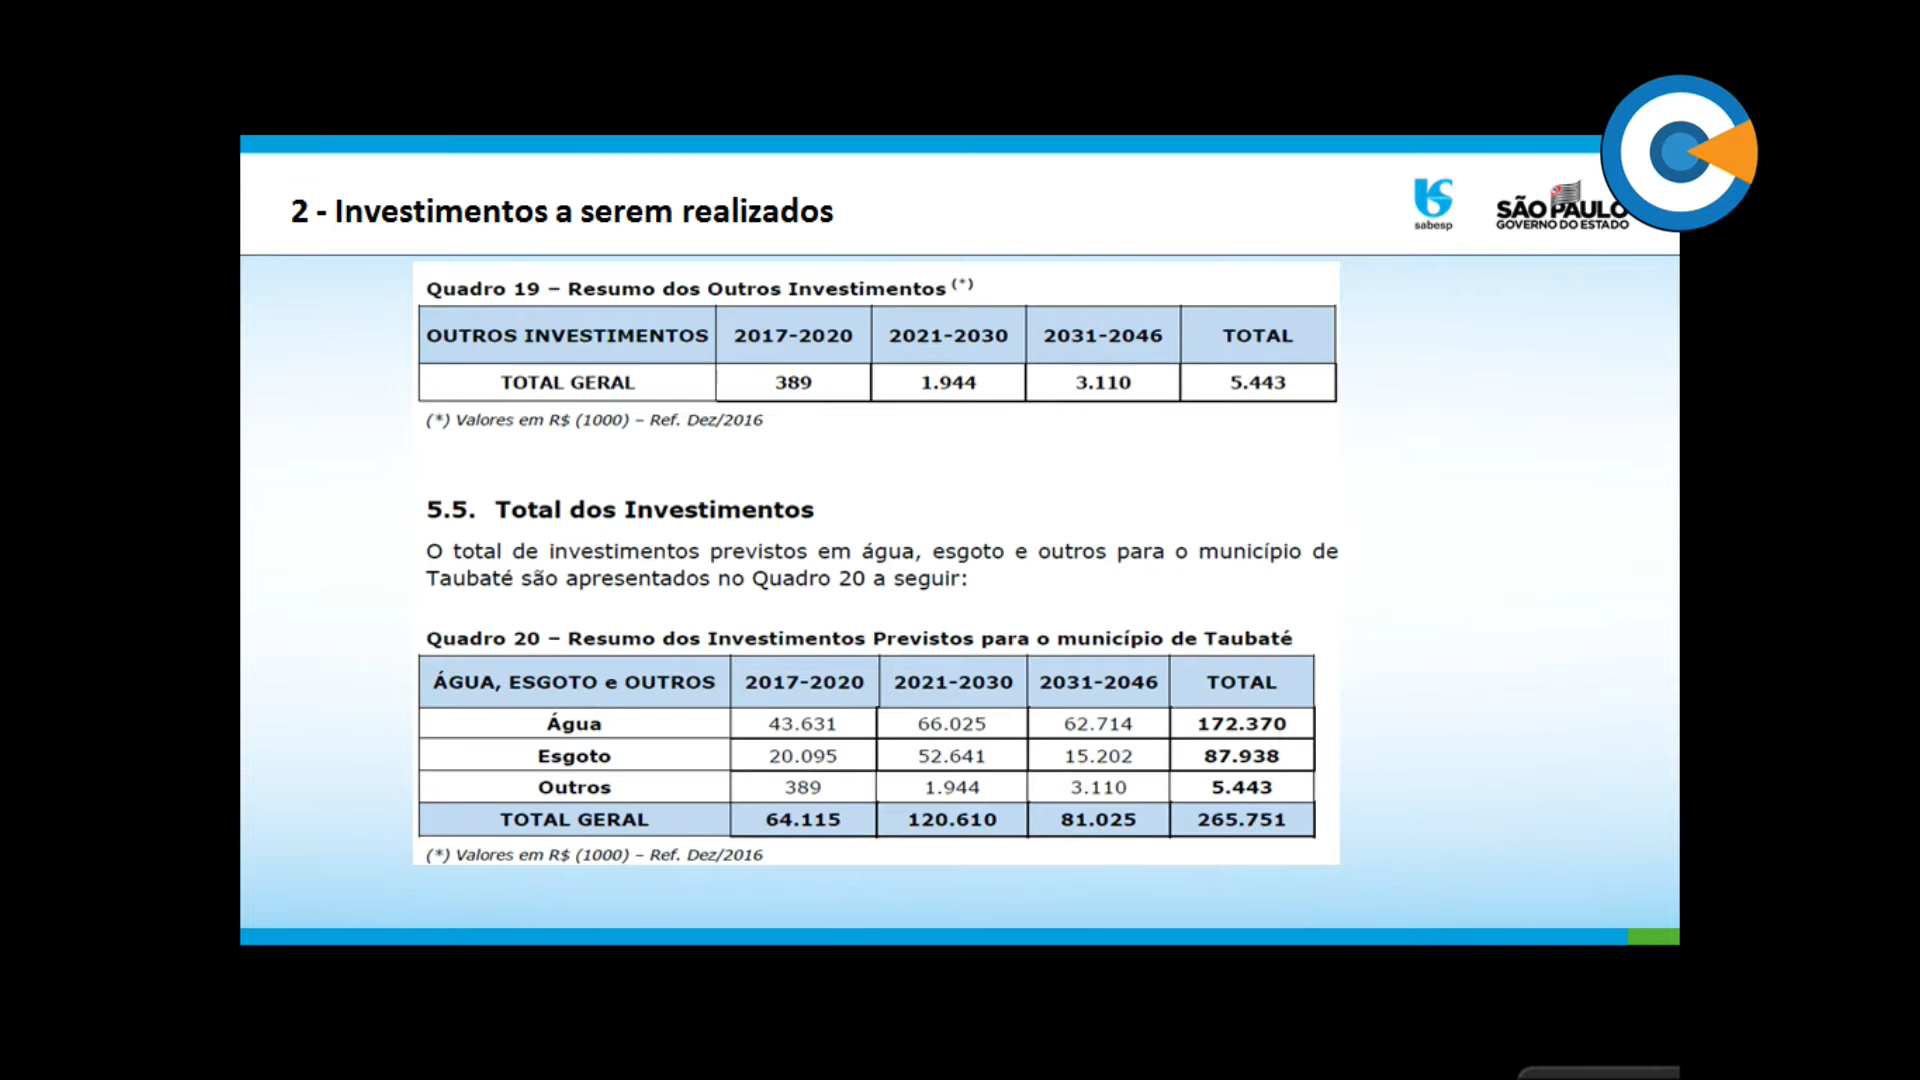 2 - Investimentos a serem realizados
sabesp
SÃO PAULO
GOVERNO DO ESTADO
Quadro 19 – Resumo dos Outros Investimentos (*)
OUTROS INVESTIMENTOS 2017-2020 2021-2030 2031-2046 TOTAL
TOTAL GERAL 389 1.944 3.110 5.443
(*) Valores em R$ (1000) – Ref. Dez/2016
5.5. Total dos Investimentos
O total de investimentos previstos em água, esgoto e outros para o município de
Taubaté são apresentados no Quadro 20 a seguir:
Quadro 20 – Resumo dos Investimentos Previstos para o município de Taubaté
ÁGUA, ESGOTO e OUTROS 2017-2020 2021-2030 2031-2046 TOTAL
Água 43.631 66.025 62.714 172.370
Esgoto 20.095 52.641 15.202 87.938
Outros 389 1.944 3.110 5.443
TOTAL GERAL 64.115 120.610 81.025 265.751
(*) Valores em R$ (1000) – Ref. Dez/2016